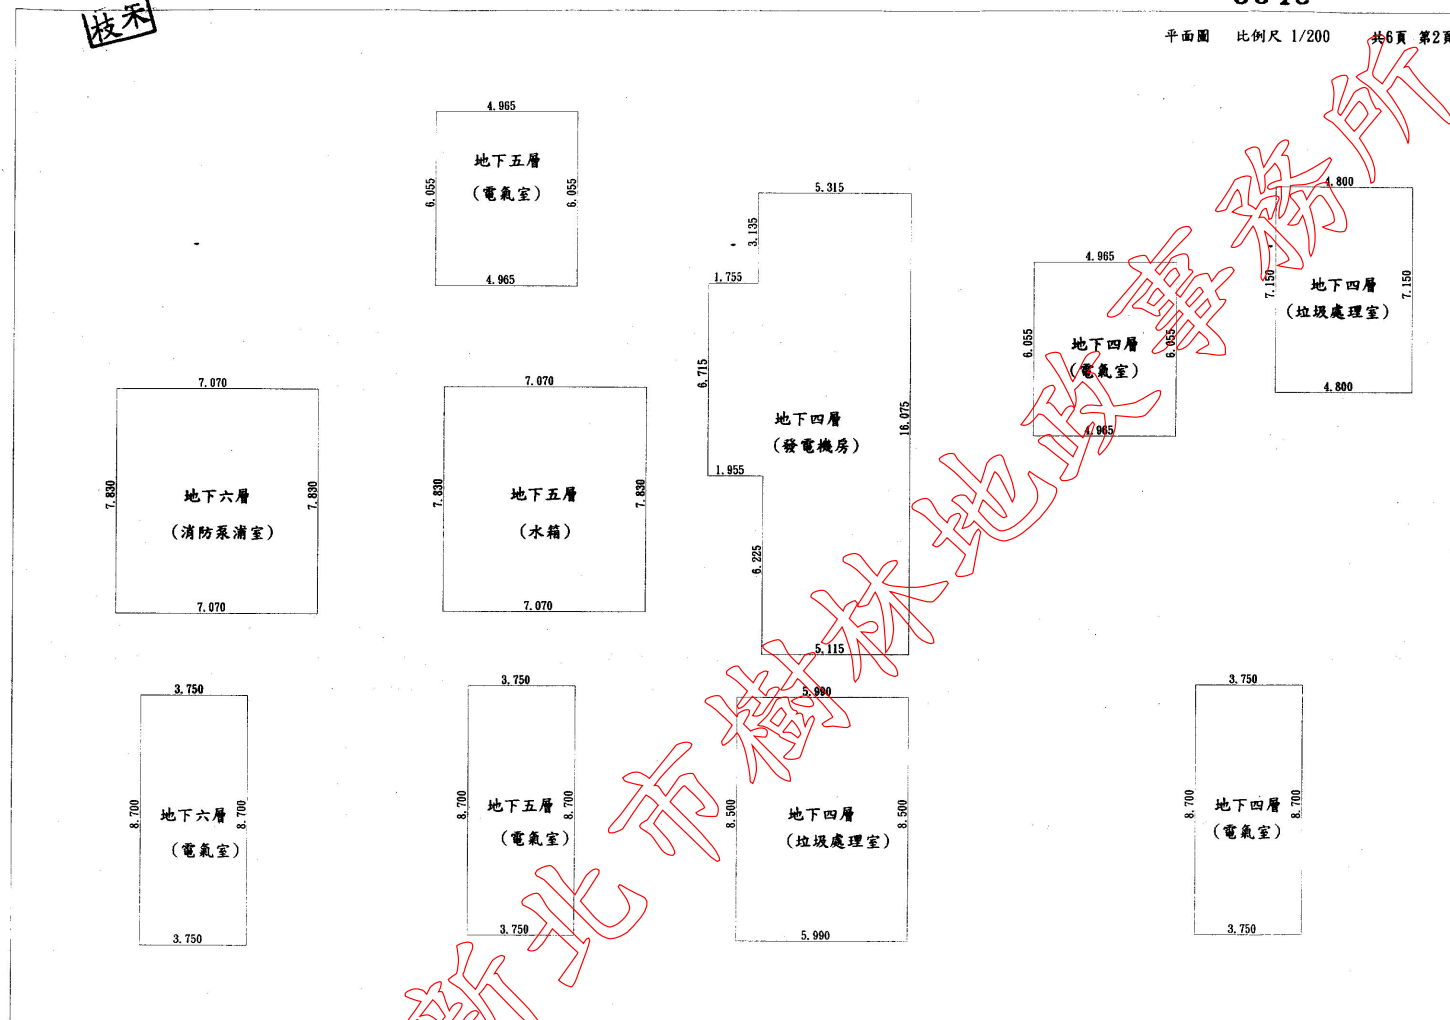 平面圖 比例尺 1/200 共6頁 第2頁
4.965
地下五層
(電氣室)
6.055
6.055
4.965
5.315
3.135
1.755
6.715
地下四層
(發電機房)
16.075
1.955
6.225
5.115
4.965
6.055
地下四層
(電氣室)
6.055
4.965
4.800
7.150
地下四層
(垃圾處理室)
7.150
4.800
7.070
7.830
地下六層
(消防泵浦室)
7.830
7.070
7.070
7.830
地下五層
(水箱)
7.830
7.070
3.750
8.700
地下六層
(電氣室)
8.700
3.750
3.750
8.700
地下五層
(電氣室)
8.700
3.750
5.990
8.500
地下四層
(垃圾處理室)
8.500
5.990
3.750
8.700
地下四層
(電氣室)
8.700
3.750
新北市樹林地政事務所